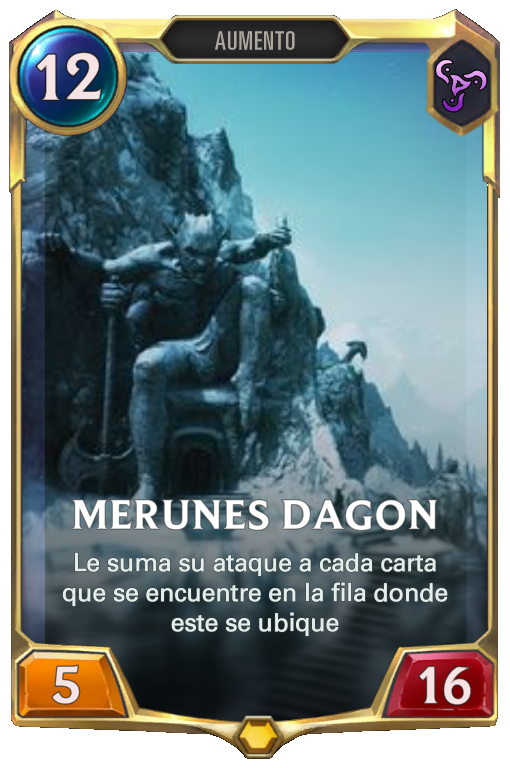 AUMENTO
12
MERUNES DAGON
Le suma su ataque a cada carta
que se encuentre en la fila donde
este se ubique
5
16